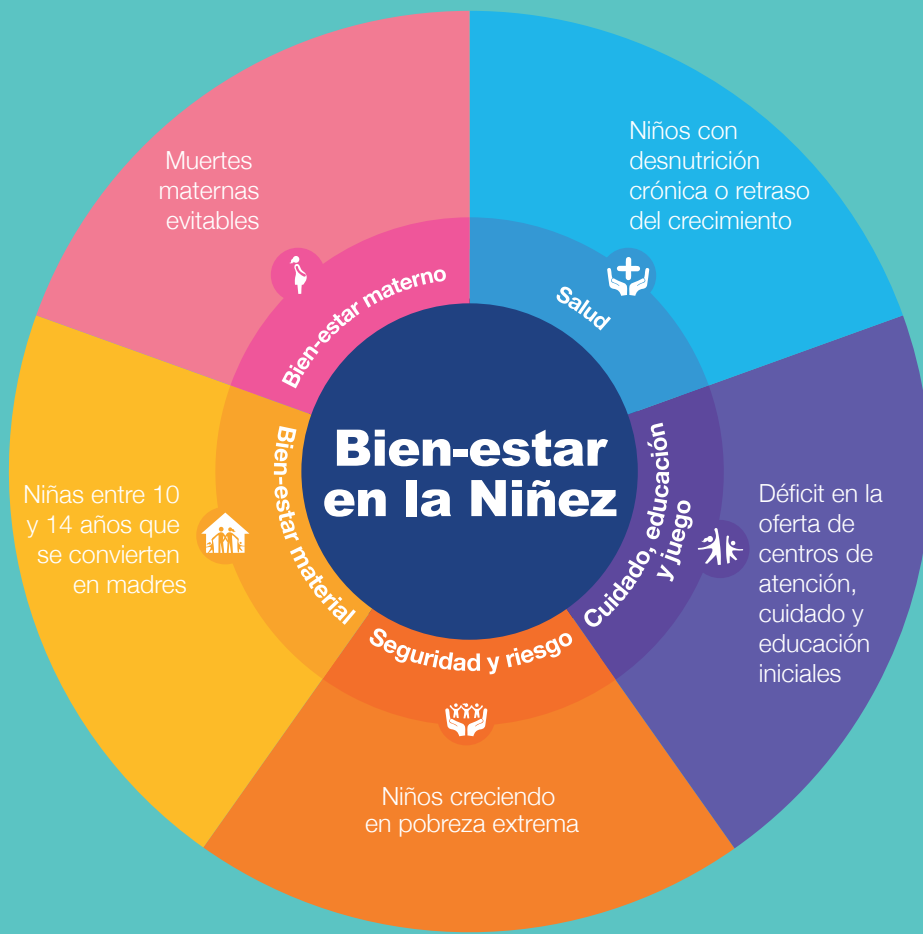 Bien-estar
en la Niñez
Bien-estar materno
Muertes
maternas
evitables
Salud
Niños con
desnutrición
crónica o retraso
del crecimiento
Cuidado, educación
y juego
Déficit en la
oferta de
centros de
atención,
cuidado y
educación
iniciales
Seguridad y riesgo
Niños creciendo
en pobreza extrema
Bien-estar material
Niñas entre 10
y 14 años que
se convierten
en madres